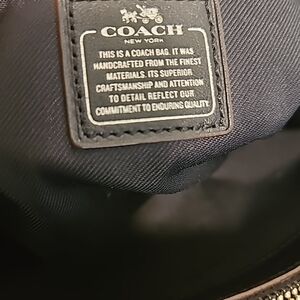 COACH
NEW YORK
THIS IS A COACH BAG. IT WAS
HANDCRAFTED FROM THE FINEST
MATERIALS. ITS SUPERIOR
CRAFTSMANSHIP AND ATTENTION
TO DETAIL REFLECT OUR
COMMITMENT TO ENDURING QUALITY.